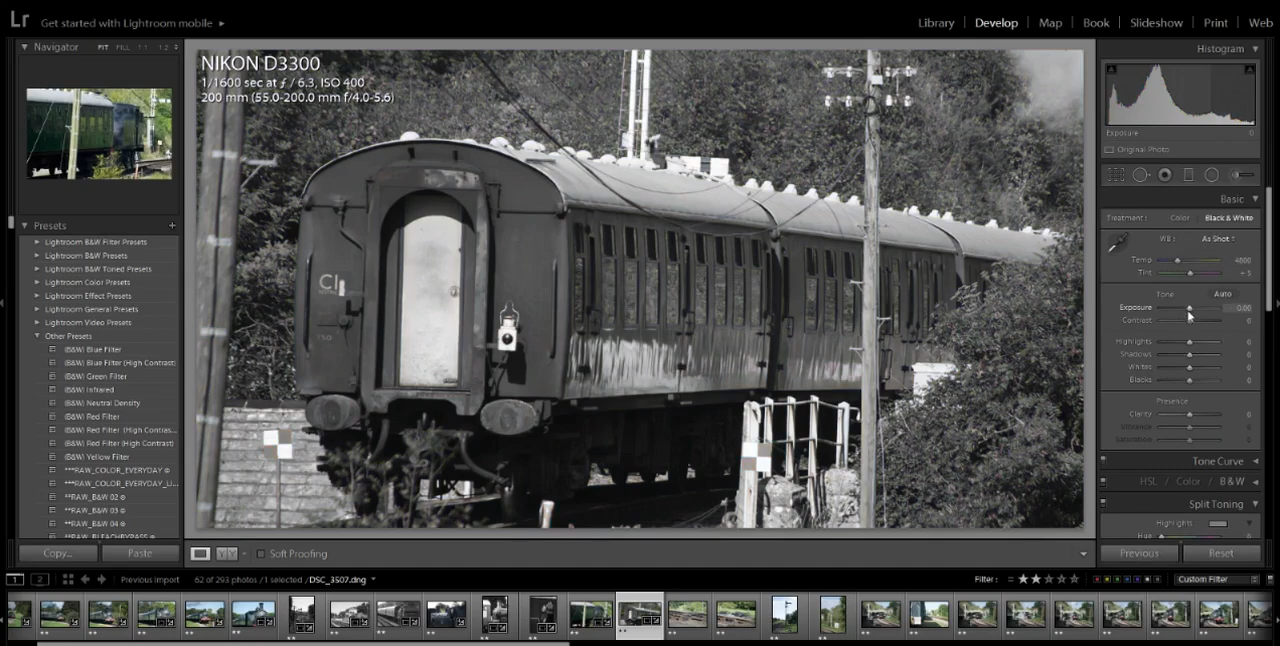 Lr Get started with Lightroom mobile
Library | Develop | Map | Book | Slideshow | Print | Web
Navigator FIT FILL 1:1 1:2
Histogram
NIKON D3300
1/1600 sec at ƒ / 6.3, ISO 400
200 mm (55.0-200.0 mm f/4.0-5.6)
Exposure 0
Original Photo
Basic
Treatment: Color Black & White
WB: As Shot
Temp 4800
Tint + 5
Tone Auto
Exposure 0.00
Contrast 0
Highlights 0
Shadows 0
Whites 0
Blacks 0
Presence
Clarity 0
Vibrance
Saturation
Tone Curve
HSL / Color / B&W
Split Toning
Highlights
Hue
Previous Reset
Presets +
Lightroom B&W Filter Presets
Lightroom B&W Presets
Lightroom B&W Toned Presets
Lightroom Color Presets
Lightroom Effect Presets
Lightroom General Presets
Lightroom Video Presets
Other Presets
(B&W) Blue Filter
(B&W) Blue Filter (High Contrast)
(B&W) Green Filter
(B&W) Infrared
(B&W) Neutral Density
(B&W) Red Filter
(B&W) Red Filter (High Contras...
(B&W) Red Filter (High Contrast)
(B&W) Yellow Filter
***RAW_COLOR_EVERYDAY
***RAW_COLOR_EVERYDAY_LI...
**RAW_B&W 02
**RAW_B&W 03
**RAW_B&W 04
**RAW_BLEACHBYPASS
Copy... Paste
Soft Proofing
1 2 Previous Import 62 of 293 photos / 1 selected / DSC_3507.dng
Filter: Custom Filter